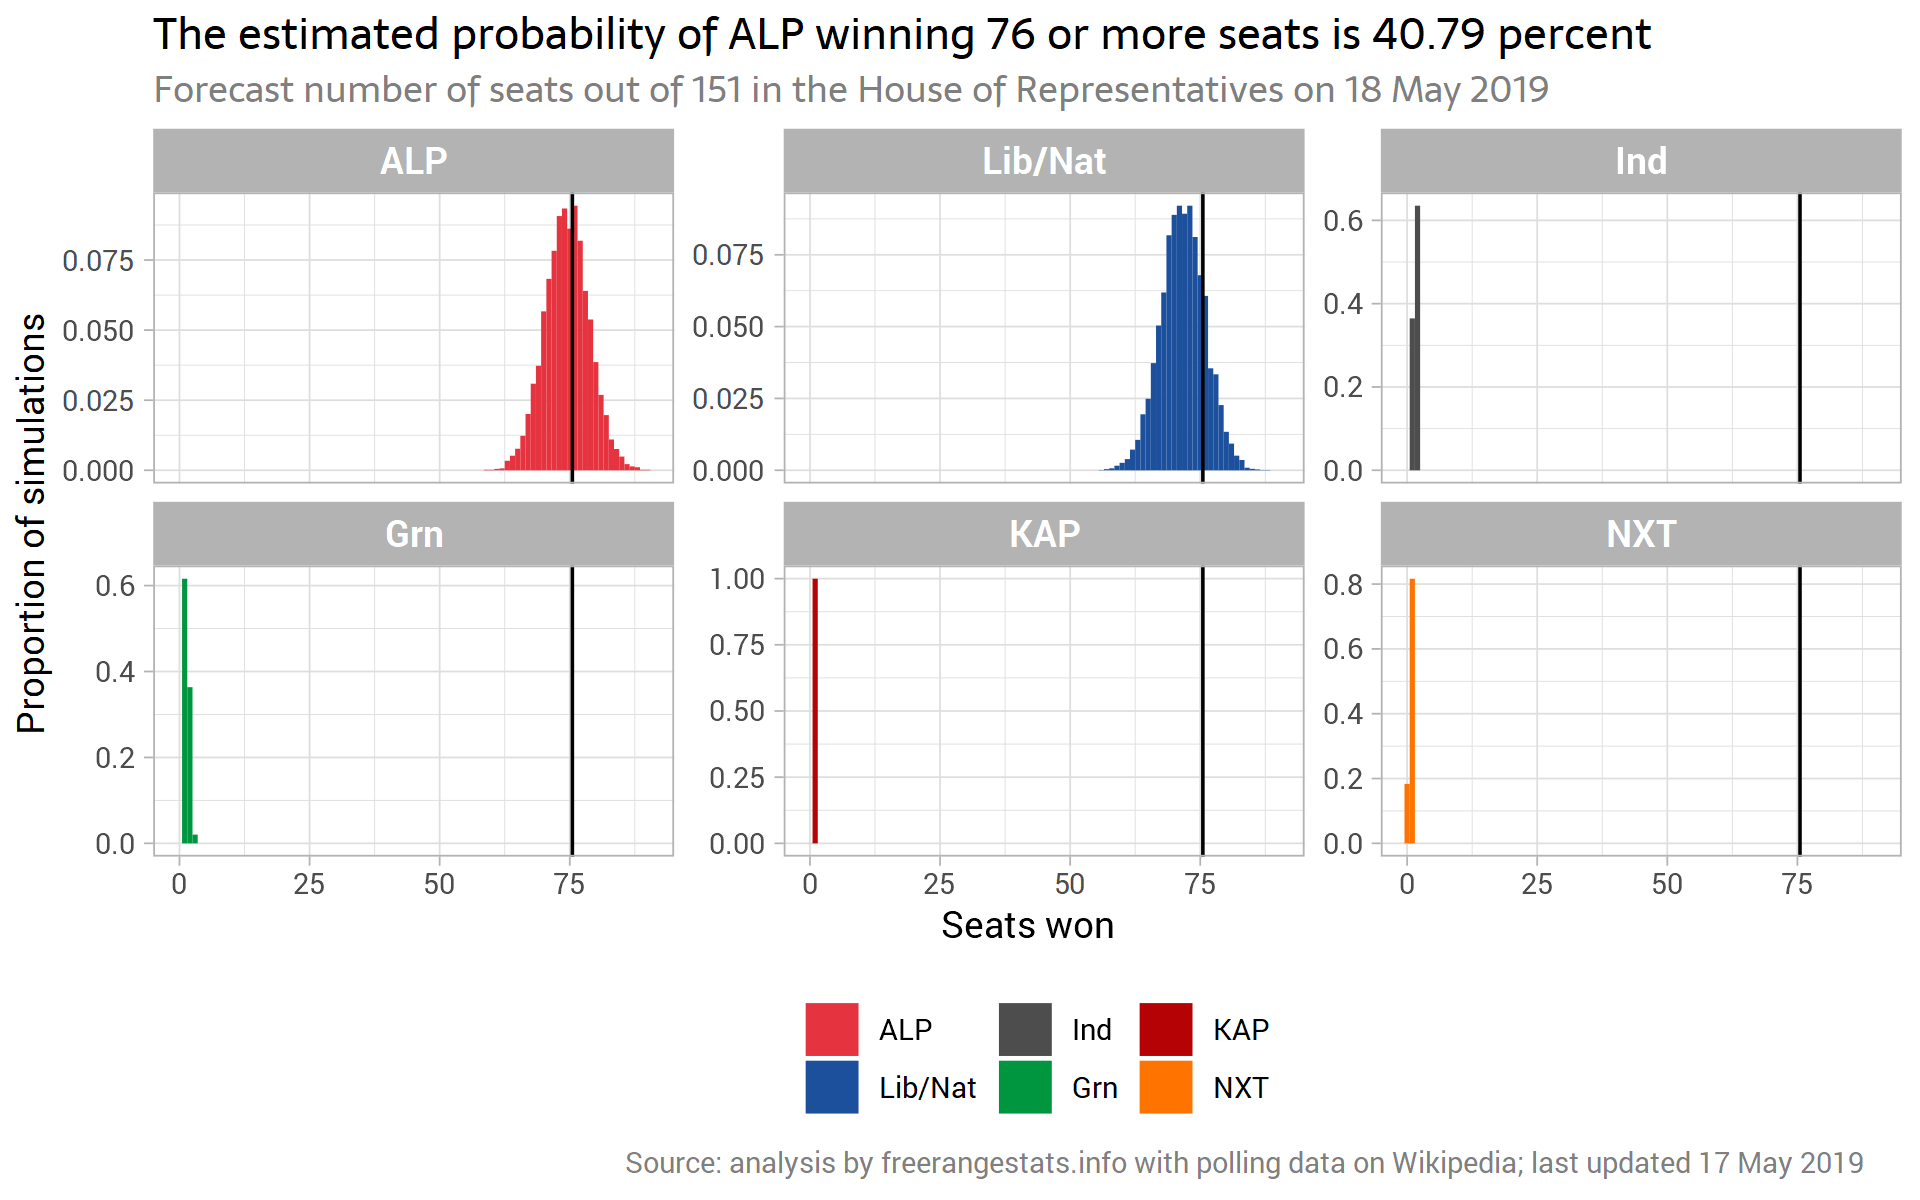 The estimated probability of ALP winning 76 or more seats is 40.79 percent
Forecast number of seats out of 151 in the House of Representatives on 18 May 2019
ALP
Lib/Nat
Ind
0.075
0.050
0.025
0.000
0.075
0.050
0.025
0.000
0.6
0.4
0.2
0.0
Proportion of simulations
Grn
KAP
NXT
0.6
0.4
0.2
0.0
1.00
0.75
0.50
0.25
0.00
0.8
0.6
0.4
0.2
0.0
0 25 50 75
0 25 50 75
0 25 50 75
Seats won
ALP Ind KAP
Lib/Nat Grn NXT
Source: analysis by freerangestats.info with polling data on Wikipedia; last updated 17 May 2019